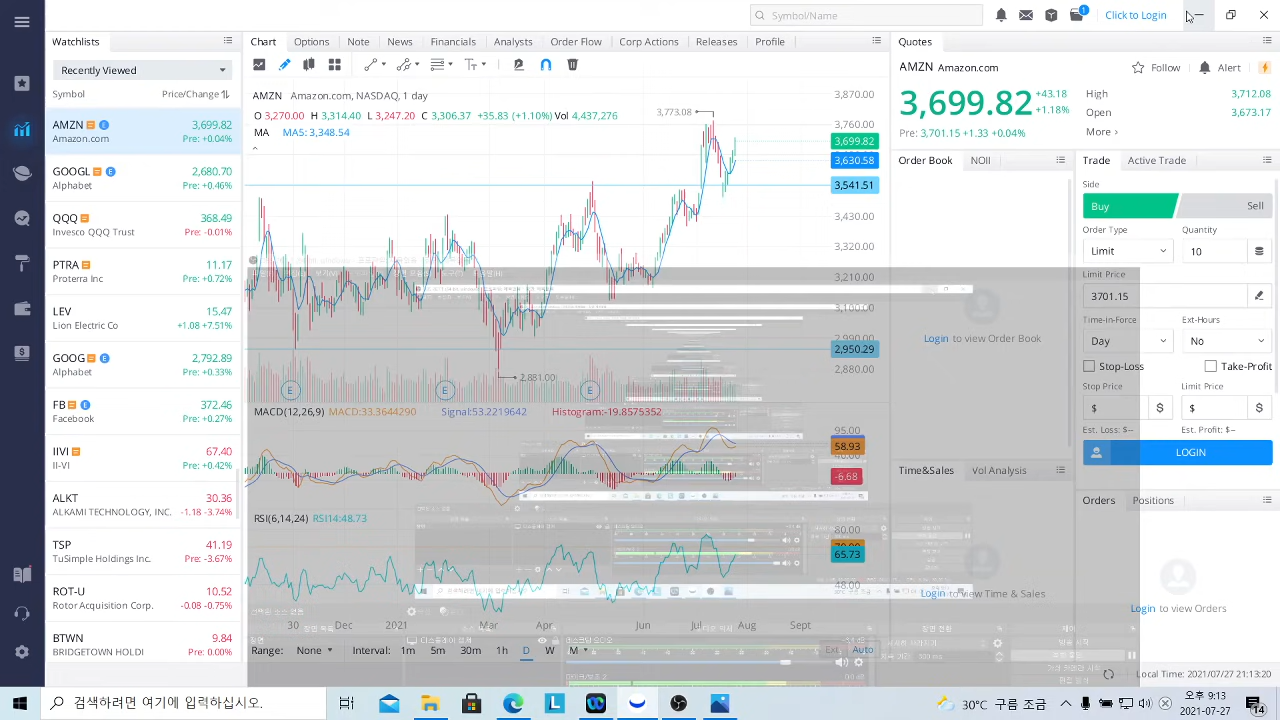 Symbol/Name
1
Click to Login
Watchlists
Recently Viewed
Symbol
Price/Change
AMZN E 3,699.82
Amazon.com Pre: +0.04%
GOOGL E 2,680.70
Alphabet Pre: +0.46%
QQQ 368.49
Invesco QQQ Trust Pre: -0.01%
PTRA 11.17
Proterra Inc Pre: +0.72%
LEV 15.47
Lion Electric Co +1.08 +7.51%
GOOG E 2,792.89
Alphabet Pre: +0.33%
FB E 372.46
Facebook Pre: +0.27%
IIVI 67.40
II-VI Pre: +0.42%
ALKT 30.36
ALKAMI TECHNOLOGY, INC. -1.18 -3.74%
TSP 41.19
TuSimple Holdings Inc. Pre: -3.67%
ROT-U 10.52
Rotor Acquisition Corp. -0.08 -0.75%
BTWN 9.84
BRIDGETOWN HOLDI Pre: 0.00%
Chart Options Note News Financials Analysts Order Flow Corp Actions Releases Profile
AMZN Amazon.com, NASDAQ, 1 day
O 3,270.00 H 3,314.40 L 3,247.20 C 3,306.37 +35.83 (+1.10%) Vol 4,437,276
MA MA5: 3,348.54
3,773.08
2,881.00
3,870.00
3,760.00
3,699.82
3,630.58
3,541.51
3,430.00
3,320.00
3,210.00
3,100.00
2,990.00
2,950.29
2,880.00
E E E
MACD(12,26,9) MACD:33.3644290 Signal:53.2219642 Histogram:-19.8575352
95.00
58.93
-6.68
RSI(6,14,24) RSI14:48.73
80.00
70.00
65.73
48.00
30 Dec 2021 Mar Apr Jun Jul Aug Sept
Range: None Interval: 1m 5m 30m 1h D W M Ext. Auto
Quotes
AMZN Amazon.com
Follow Alert
3,699.82 +43.18
+1.18%
Pre: 3,701.15 +1.33 +0.04%
High 3,712.08
Open 3,673.17
More
Order Book NOII
Login to view Order Book
Time&Sales Vol Analysis
Login to view Time & Sales
Trade Active Trade
Side
Buy Sell
Order Type Quantity
Limit 10
Limit Price
3701.15
Time-in-Force Ext-Hours
Day No
Stop-Loss Take-Profit
Stop Price Limit Price
$ $ $ $
Est. Loss: $-- Est. Profit: $--
LOGIN
Orders Positions
Login to view Orders
Local Time: 2021/07/27 21:13:20
검색하려면 여기에 입력하십시오.
30℃ 구름 조금
오후 9:13
2021-07-27